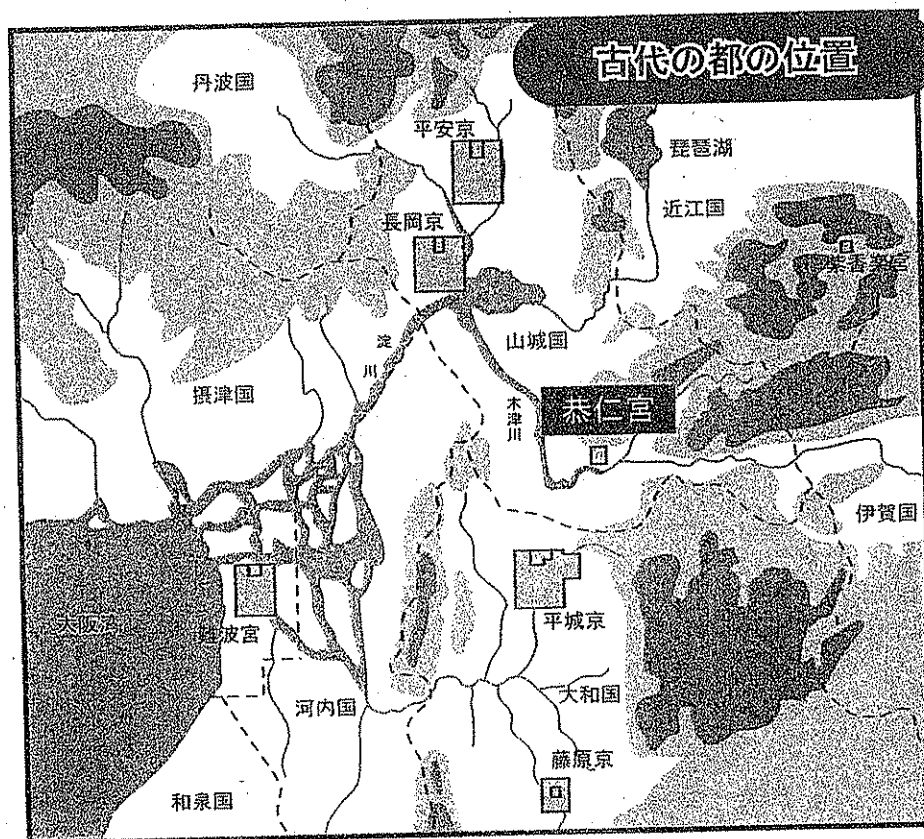 古代の都の位置
丹波国
平安京
琵琶湖
近江国
長岡京
紫香楽宮
山城国
淀川
摂津国
木津川
恭仁宮
伊賀国
大阪湾
難波宮
平城京
大和国
河内国
藤原京
和泉国